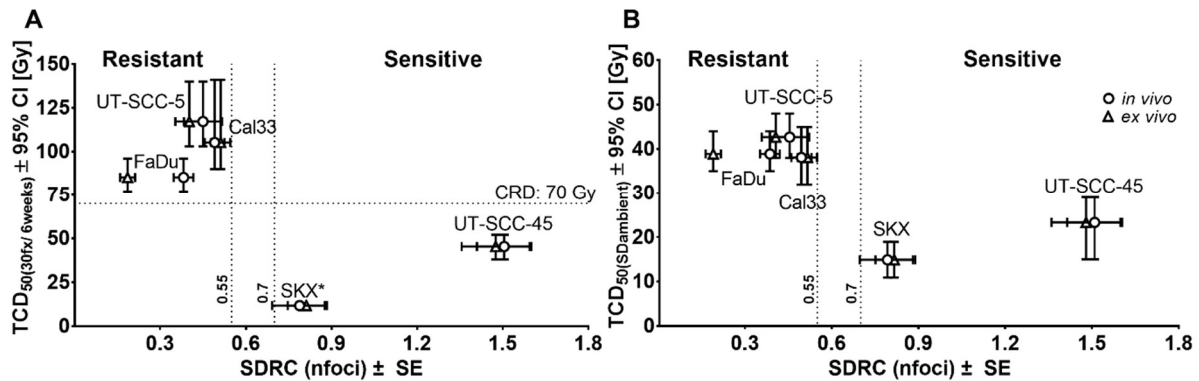 A
Resistant
Sensitive
TCD50(30fx/ 6weeks) ± 95% CI [Gy]
150
125
100
75
50
25
0
UT-SCC-5
Cal33
FaDu
CRD: 70 Gy
UT-SCC-45
SKX*
0.55
0.7
0.3
0.6
0.9
1.2
1.5
1.8
SDRC (nfoci) ± SE
B
Resistant
Sensitive
TCD50(SDambient) ± 95% CI [Gy]
60
50
40
30
20
10
0
UT-SCC-5
in vivo
ex vivo
FaDu
Cal33
UT-SCC-45
SKX
0.55
0.7
0.3
0.6
0.9
1.2
1.5
1.8
SDRC (nfoci) ± SE